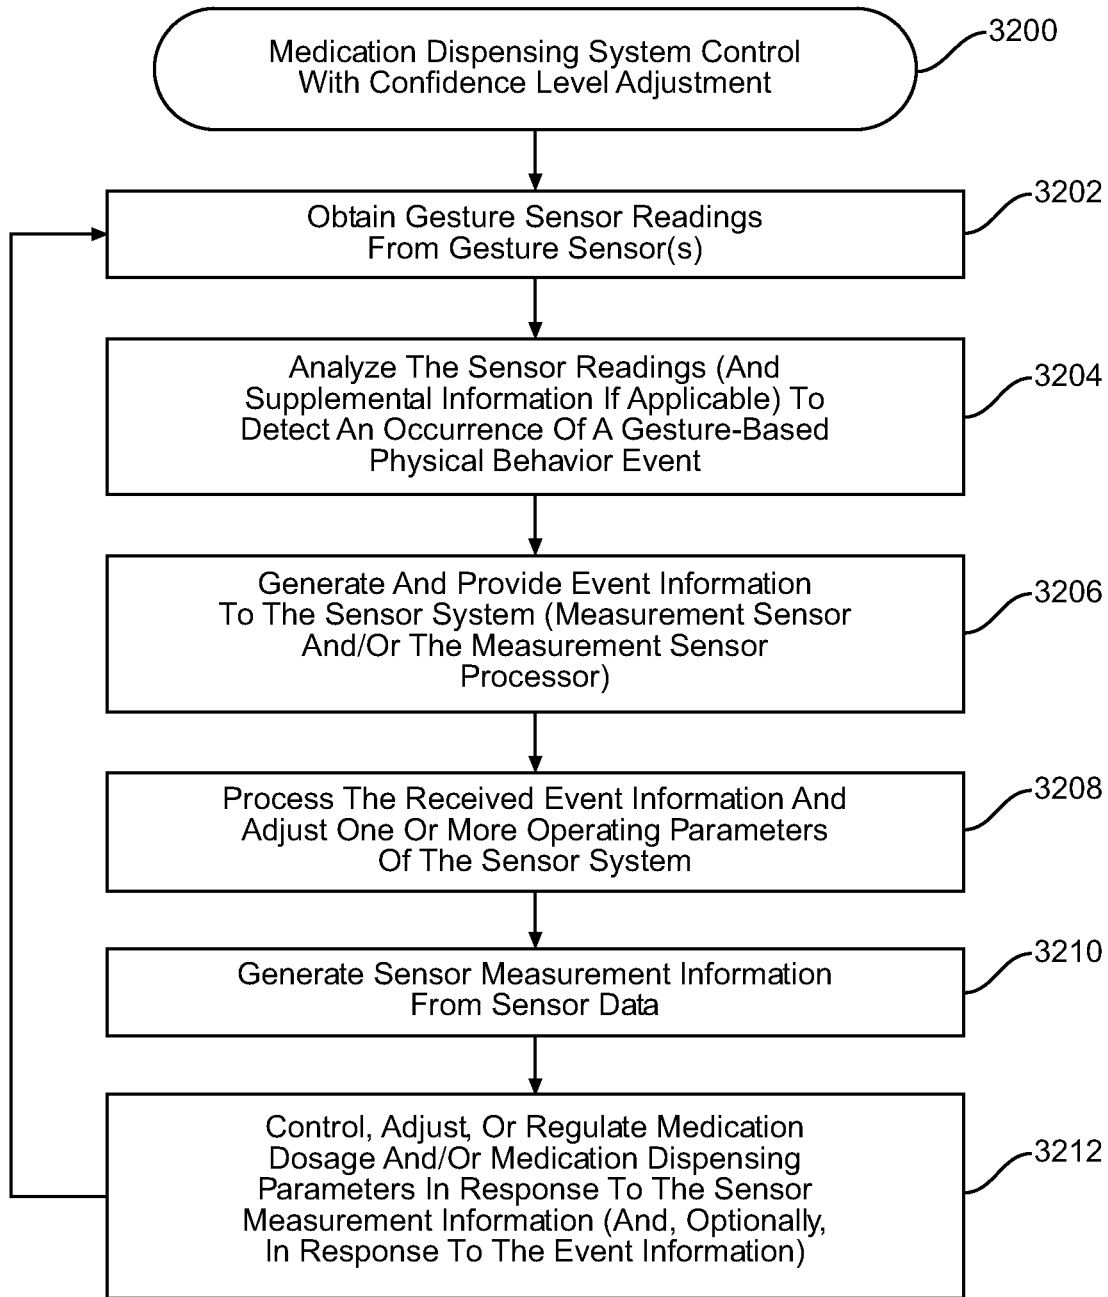 Medication Dispensing System Control
With Confidence Level Adjustment
3200
Obtain Gesture Sensor Readings
From Gesture Sensor(s)
3202
Analyze The Sensor Readings (And
Supplemental Information If Applicable) To
Detect An Occurrence Of A Gesture-Based
Physical Behavior Event
3204
Generate And Provide Event Information
To The Sensor System (Measurement Sensor
And/Or The Measurement Sensor
Processor)
3206
Process The Received Event Information And
Adjust One Or More Operating Parameters
Of The Sensor System
3208
Generate Sensor Measurement Information
From Sensor Data
3210
Control, Adjust, Or Regulate Medication
Dosage And/Or Medication Dispensing
Parameters In Response To The Sensor
Measurement Information (And, Optionally,
In Response To The Event Information)
3212